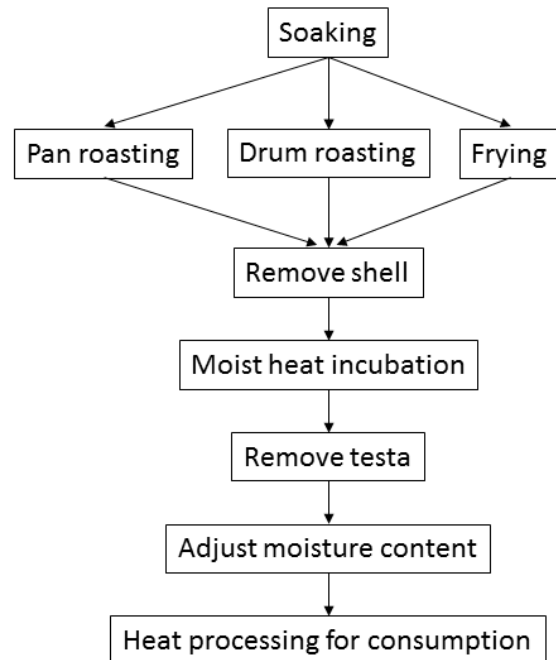 Soaking
Pan roasting
Drum roasting
Frying
Remove shell
Moist heat incubation
Remove testa
Adjust moisture content
Heat processing for consumption